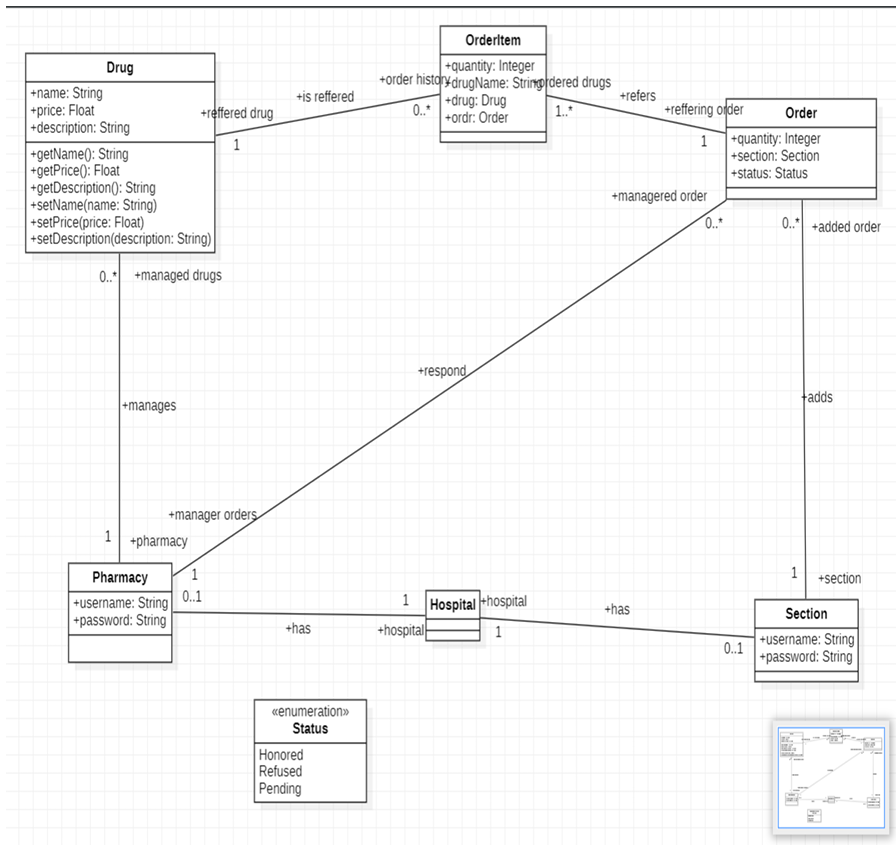 Drug
+name: String
+price: Float
+description: String
+getName(): String
+getPrice(): Float
+getDescription(): String
+setName(name: String)
+setPrice(price: Float)
+setDescription(description: String)
+reffered drug
1
+is reffered
+order history
0..*
OrderItem
+quantity: Integer
+drugName: String
+drug: Drug
+ordr: Order
+ordered drugs
1..*
+refers
+reffering order
1
Order
+quantity: Integer
+section: Section
+status: Status
+managered order
0..*
0..*
+added order
0..*
+managed drugs
+respond
+adds
+manages
+manager orders
1
+pharmacy
1
1
+section
Pharmacy
+username: String
+password: String
0..1
+has
1
+hospital
Hospital
+hospital
1
+has
0..1
Section
+username: String
+password: String
«enumeration»
Status
Honored
Refused
Pending